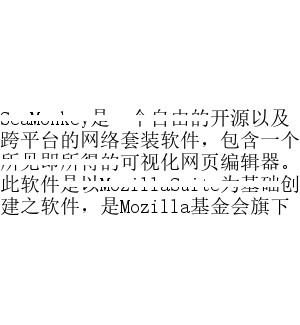 SeaMonkey是一个自由的开源以及
跨平台的网络套装软件，包含一个
所见即所得的可视化网页编辑器。
此软件是以MozillaSuite为基础创
建之软件，是Mozilla基金会旗下